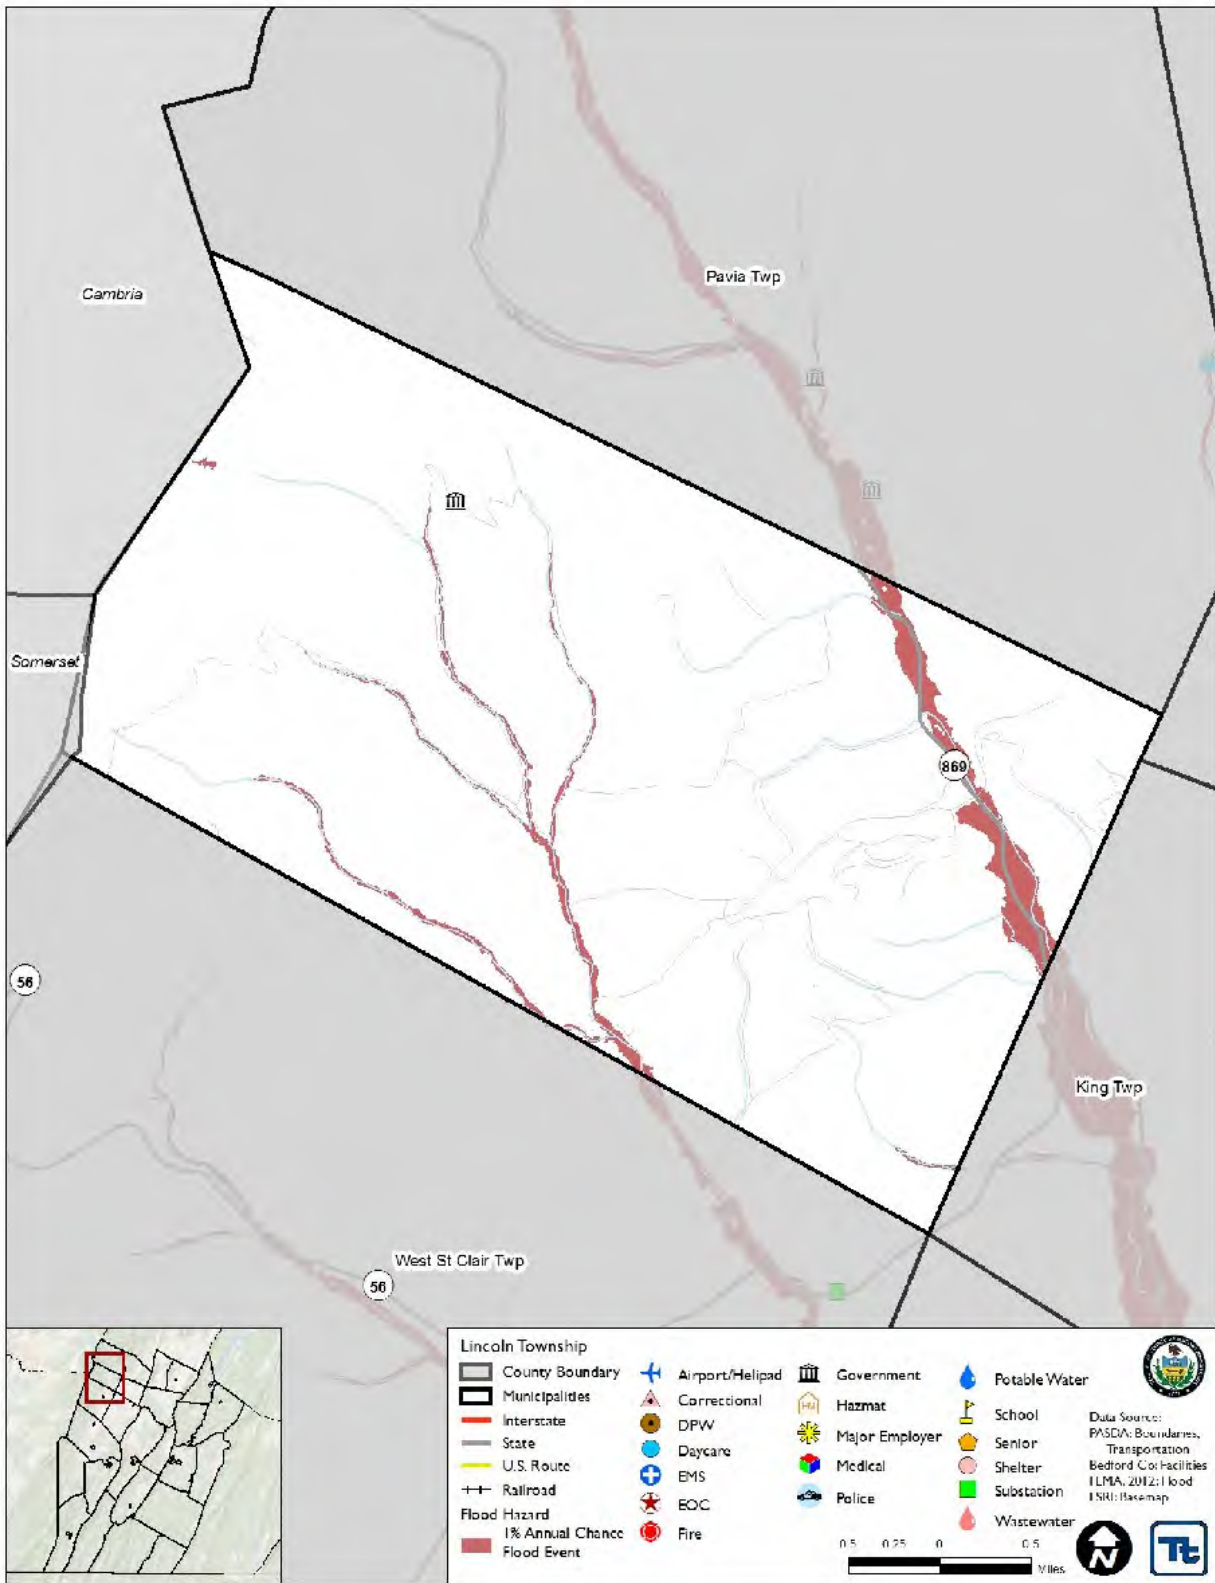 Pavia Twp
Cambria
Somerset
869
56
King Twp
West St Clair Twp
56
Lincoln Township
County Boundary
Municipalities
Interstate
State
U.S. Route
Railroad
Flood Hazard
1% Annual Chance
Flood Event
Airport/Helipad
Correctional
DPW
Daycare
EMS
EOC
Fire
Government
Hazmat
Major Employer
Medical
Police
Potable Water
School
Senior
Shelter
Substation
Wastewater
Data Source:
PASDA: Boundaries,
Transportation
Bedford Co: Facilities
FEMA, 2012: Flood
ESRI: Basemap
0.5 0.25 0 0.5
Miles
N
Tt